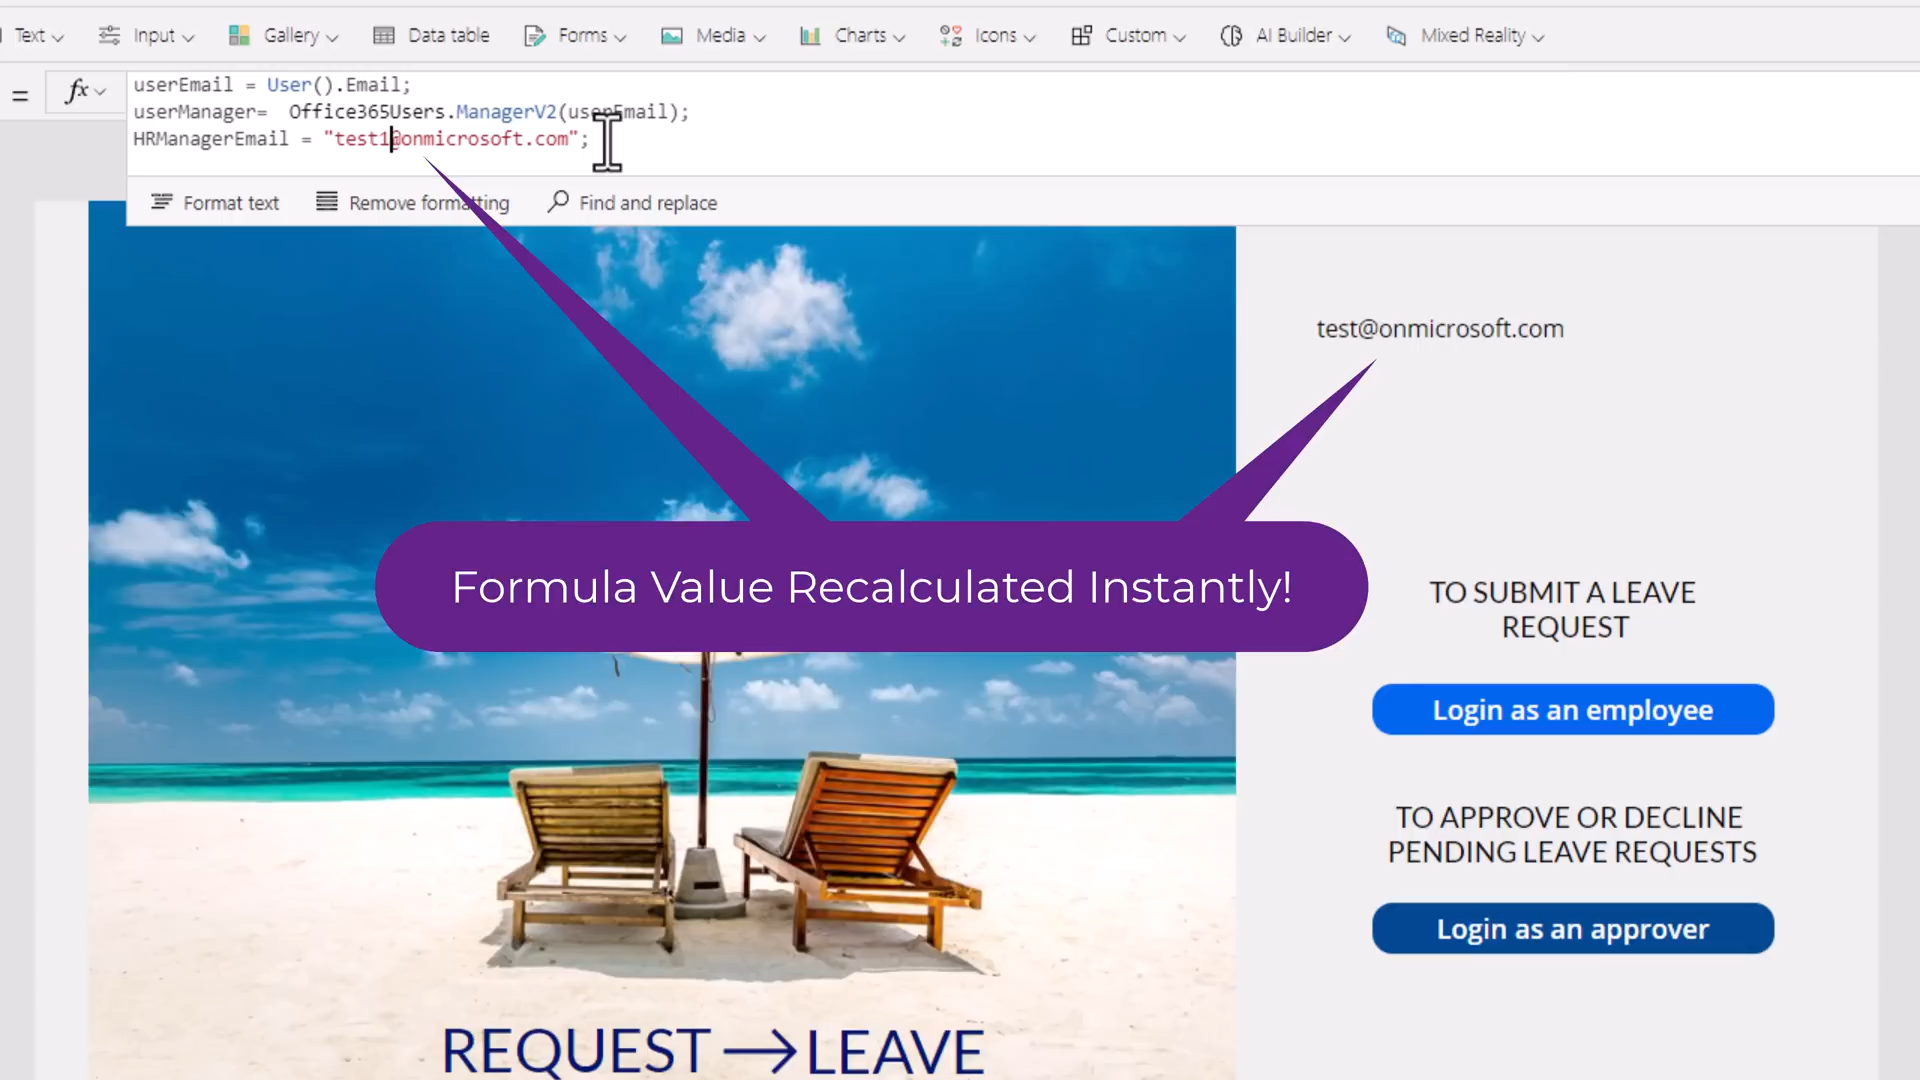 Text
Input
Gallery
Data table
Forms
Media
Charts
Icons
Custom
AI Builder
Mixed Reality
= fx
userEmail = User().Email;
userManager=  Office365Users.ManagerV2(userEmail);
HRManagerEmail = "test1@onmicrosoft.com";
Format text
Remove formatting
Find and replace
test@onmicrosoft.com
Formula Value Recalculated Instantly!
TO SUBMIT A LEAVE
REQUEST
Login as an employee
TO APPROVE OR DECLINE
PENDING LEAVE REQUESTS
Login as an approver
REQUEST → LEAVE